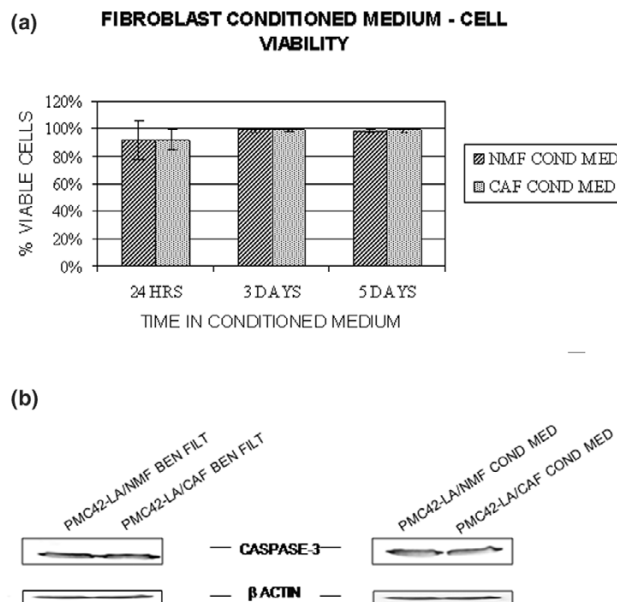 (a)
FIBROBLAST CONDITIONED MEDIUM - CELL
VIABILITY
120%
100%
80%
60%
40%
20%
0%
% VIABLE CELLS
24 HRS 3 DAYS 5 DAYS
TIME IN CONDITIONED MEDIUM
NMF COND MED
CAF COND MED
(b)
PMC42-LA/NMF BEN FILT
PMC42-LA/CAF BEN FILT
PMC42-LA/NMF COND MED
PMC42-LA/CAF COND MED
CASPASE-3
β ACTIN